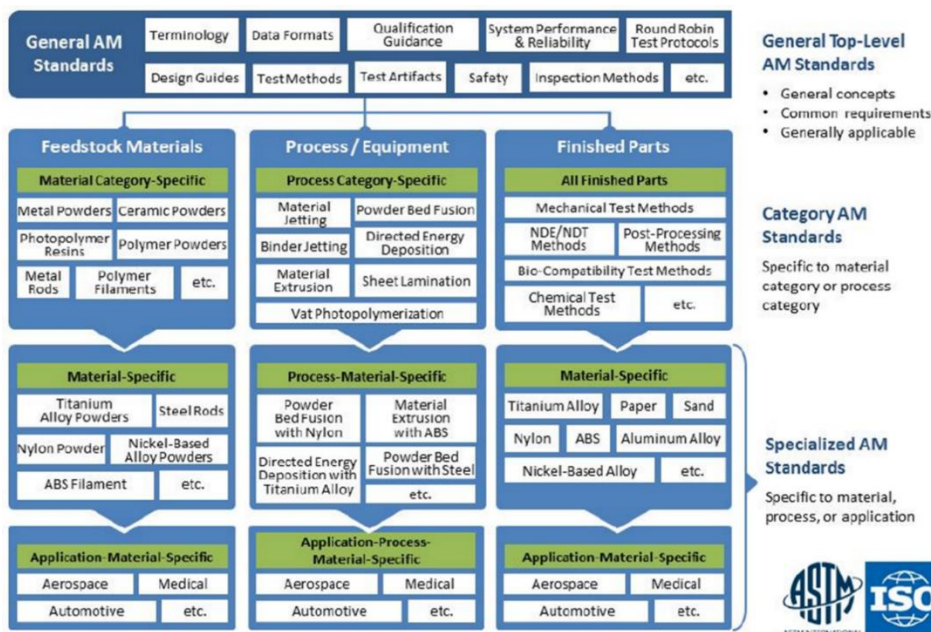 General AM
Standards
Terminology
Data Formats
Qualification
Guidance
System Performance
& Reliability
Round Robin
Test Protocols
Design Guides
Test Methods
Test Artifacts
Safety
Inspection Methods
etc.
General Top-Level
AM Standards
• General concepts
• Common requirements
• Generally applicable
Feedstock Materials
Material Category-Specific
Metal Powders
Ceramic Powders
Photopolymer
Resins
Polymer Powders
Metal
Rods
Polymer
Filaments
etc.
Process / Equipment
Process Category-Specific
Material
Jetting
Powder Bed Fusion
Binder Jetting
Directed Energy
Deposition
Material
Extrusion
Sheet Lamination
Vat Photopolymerization
Finished Parts
All Finished Parts
Mechanical Test Methods
NDE/NDT
Methods
Post-Processing
Methods
Bio-Compatibility Test Methods
Chemical Test
Methods
etc.
Category AM
Standards
Specific to material
category or process
category
Material-Specific
Titanium
Alloy Powders
Steel Rods
Nylon Powder
Nickel-Based
Alloy Powders
ABS Filament
etc.
Process-Material-Specific
Powder
Bed Fusion
with Nylon
Material
Extrusion
with ABS
Directed Energy
Deposition with
Titanium Alloy
Powder Bed
Fusion with Steel
etc.
Material-Specific
Titanium Alloy
Paper
Sand
Nylon
ABS
Aluminum Alloy
Nickel-Based Alloy
etc.
Specialized AM
Standards
Specific to material,
process, or application
Application-Material-Specific
Aerospace
Medical
Automotive
etc.
Application-Process-
Material-Specific
Aerospace
Medical
Automotive
etc.
Application-Material-Specific
Aerospace
Medical
Automotive
etc.
ASTM
ISO